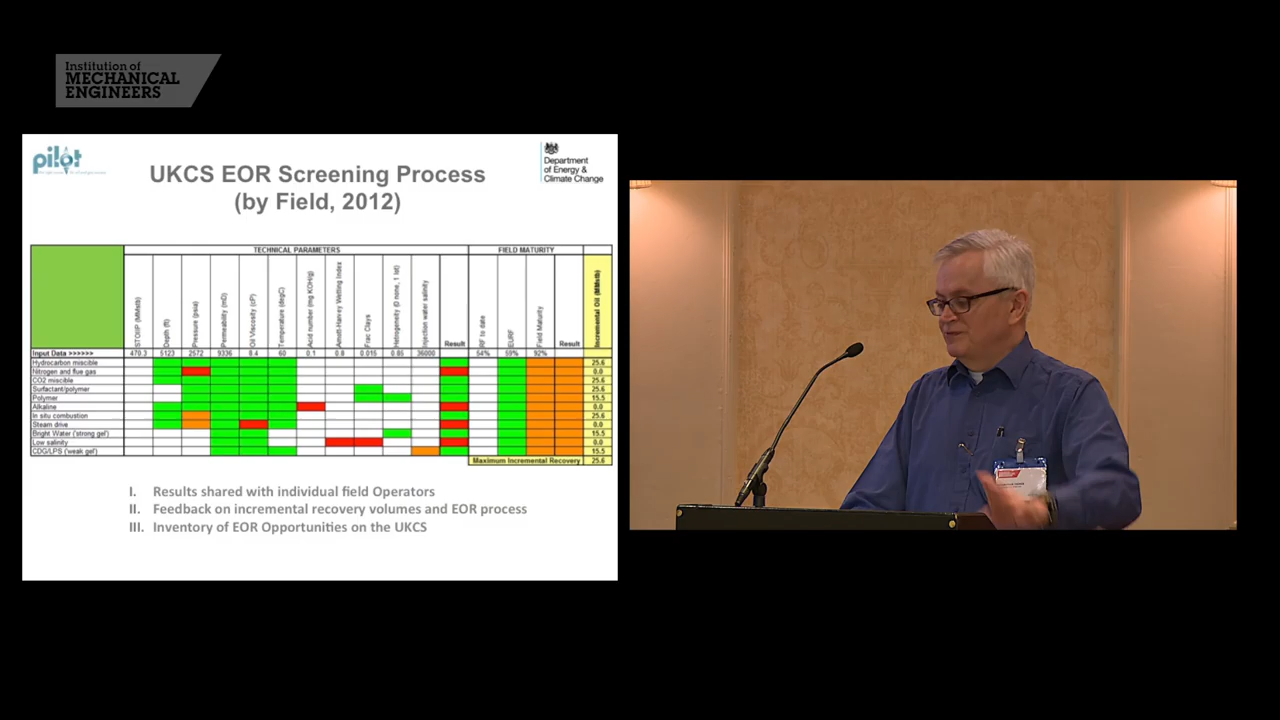 Institution of
MECHANICAL
ENGINEERS
pilot
Department
of Energy &
Climate Change
UKCS EOR Screening Process
(by Field, 2012)
TECHNICAL PARAMETERS FIELD MATURITY
STOIIP (MMstb) Depth (ft) Pressure (psia) Permeability (mD) Oil Viscosity (cP) Temperature (degC) Acid number (mg KOH/g) Amott-Harvey Wetting Index Frac Clays Hetrogeneity (0 none, 1 lot) Injection water salinity Result RF to date EURF Field Maturity Result Incremental Oil (MMstb)
Input Data >>>>>> 470.3 5123 2572 9336 8.4 60 0.1 0.8 0.015 0.85 36000 54% 59% 92%
Hydrocarbon miscible 25.6
Nitrogen and flue gas 0.0
CO2 miscible 25.6
Surfactant/polymer 25.6
Polymer 15.5
Alkaline 0.0
In situ combustion 25.6
Steam drive 0.0
Bright Water ('strong gel') 15.5
Low salinity 0.0
CDG/LPS ('weak gel') 15.5
Maximum Incremental Recovery 25.6
I. Results shared with individual field Operators
II. Feedback on incremental recovery volumes and EOR process
III. Inventory of EOR Opportunities on the UKCS